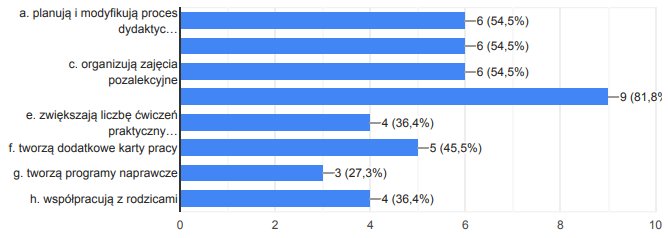 a. planują i modyfikują proces
dydaktyc…
6 (54,5%)
6 (54,5%)
c. organizują zajęcia
pozalekcyjne
6 (54,5%)
9 (81,8%
e. zwiększają liczbę ćwiczeń
praktyczny…
4 (36,4%)
f. tworzą dodatkowe karty pracy
5 (45,5%)
g. tworzą programy naprawcze
3 (27,3%)
h. współpracują z rodzicami
4 (36,4%)
0 2 4 6 8 10